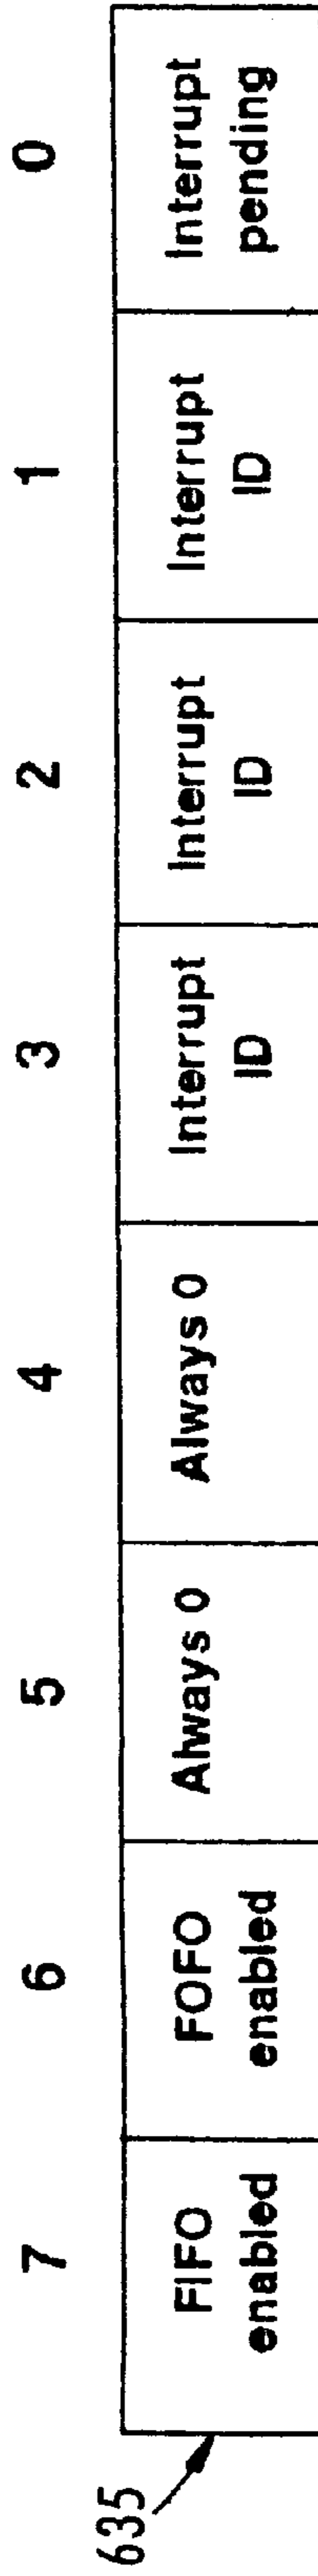 7 6 5 4 3 2 1 0
635
FIFO enabled
FOFO enabled
Always 0
Always 0
Interrupt ID
Interrupt ID
Interrupt ID
Interrupt pending